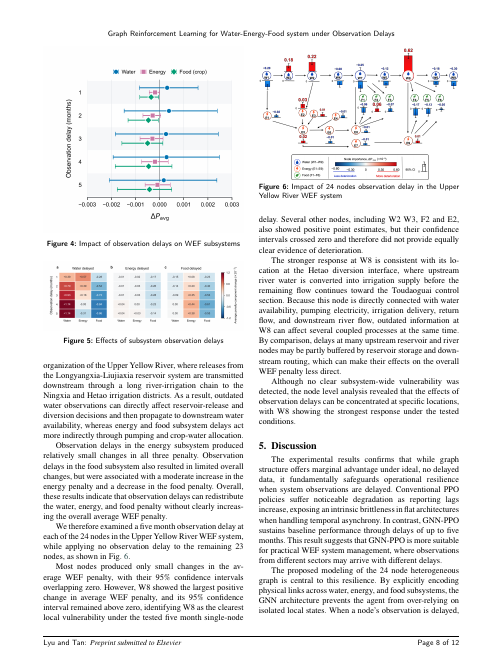 Graph Reinforcement Learning for Water-Energy-Food system under Observation Delays
Water Energy Food (crop)
Observation delay (months)
1
2
3
4
5
−0.003 −0.002 −0.001 0.000 0.001 0.002 0.003
ΔPavg
Figure 4: Impact of observation delays on WEF subsystems
Water delayed Energy delayed Food delayed
Water Energy Food Water Energy Food Water Energy Food
Figure 5: Effects of subsystem observation delays
organization of the Upper Yellow River, where releases from
the Longyangxia-Liujiaxia reservoir system are transmitted
downstream through a long river-irrigation chain to the
Ningxia and Hetao irrigation districts. As a result, outdated
water observations can directly affect reservoir-release and
diversion decisions and then propagate to downstream water
availability, whereas energy and food subsystem delays act
more indirectly through pumping and crop-water allocation.
Observation delays in the energy subsystem produced
relatively small changes in all three penalty. Observation
delays in the food subsystem also resulted in limited overall
changes, but were associated with a moderate increase in the
energy penalty and a decrease in the food penalty. Overall,
these results indicate that observation delays can redistribute
the water, energy, and food penalty without clearly increas-
ing the overall average WEF penalty.
We therefore examined a five month observation delay at
each of the 24 nodes in the Upper Yellow River WEF system,
while applying no observation delay to the remaining 23
nodes, as shown in Fig. 6.
Most nodes produced only small changes in the av-
erage WEF penalty, with their 95% confidence intervals
overlapping zero. However, W8 showed the largest positive
change in average WEF penalty, and its 95% confidence
interval remained above zero, identifying W8 as the clearest
local vulnerability under the tested five month single-node
0.18
0.22
0.62
Figure 6: Impact of 24 nodes observation delay in the Upper
Yellow River WEF system
delay. Several other nodes, including W2 W3, F2 and E2,
also showed positive point estimates, but their confidence
intervals crossed zero and therefore did not provide equally
clear evidence of deterioration.
The stronger response at W8 is consistent with its lo-
cation at the Hetao diversion interface, where upstream
river water is converted into irrigation supply before the
remaining flow continues toward the Toudaoguai control
section. Because this node is directly connected with water
availability, pumping electricity, irrigation delivery, return
flow, and downstream river flow, outdated information at
W8 can affect several coupled processes at the same time.
By comparison, delays at many upstream reservoir and river
nodes may be partly buffered by reservoir storage and down-
stream routing, which can make their effects on the overall
WEF penalty less direct.
Although no clear subsystem-wide vulnerability was
detected, the node level analysis revealed that the effects of
observation delays can be concentrated at specific locations,
with W8 showing the strongest response under the tested
conditions.
5. Discussion
The experimental results confirms that while graph
structure offers marginal advantage under ideal, no delayed
data, it fundamentally safeguards operational resilience
when system observations are delayed. Conventional PPO
policies suffer noticeable degradation as reporting lags
increase, exposing an intrinsic brittleness in flat architectures
when handling temporal asynchrony. In contrast, GNN-PPO
sustains baseline performance through delays of up to five
months. This result suggests that GNN-PPO is more suitable
for practical WEF system management, where observations
from different sectors may arrive with different delays.
The proposed modeling of the 24 node heterogeneous
graph is central to this resilience. By explicitly encoding
physical links across water, energy, and food subsystems, the
GNN architecture prevents the agent from over-relying on
isolated local states. When a node's observation is delayed,
Lyu and Tan: Preprint submitted to Elsevier
Page 8 of 12